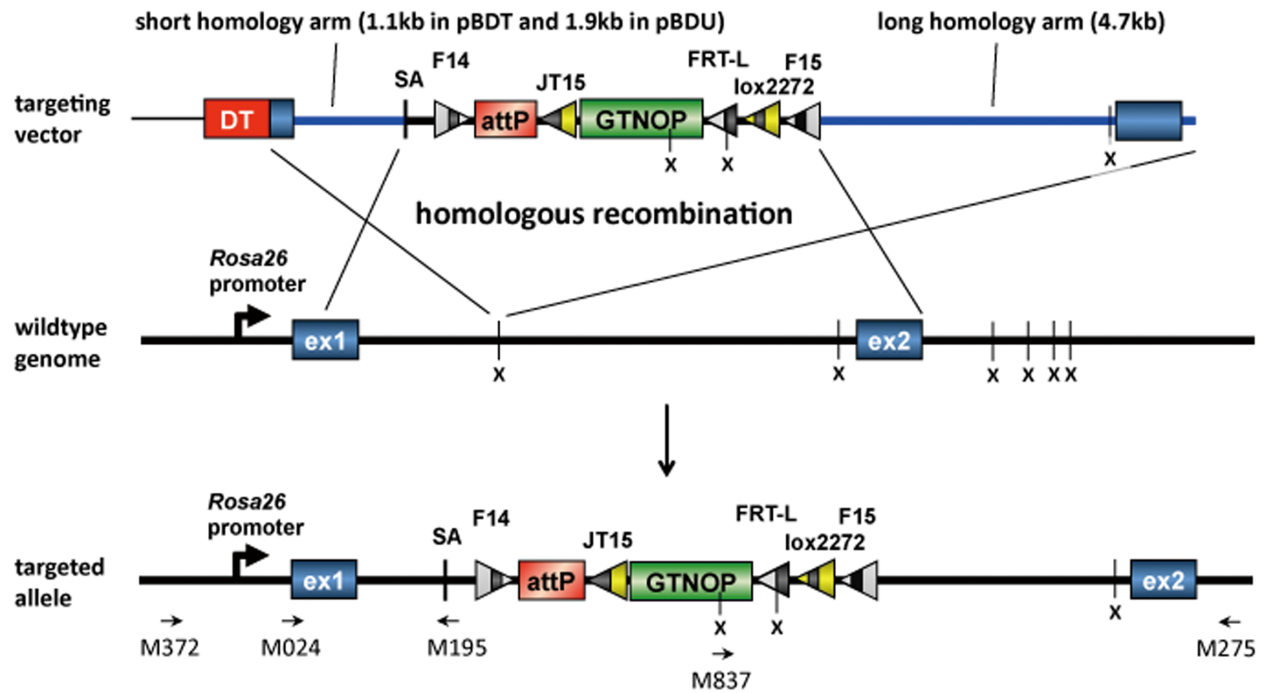 short homology arm (1.1kb in pBDT and 1.9kb in pBDU)
long homology arm (4.7kb)
targeting
vector
DT
SA
F14
attP
JT15
GTNOP
FRT-L
lox2272
F15
X
X
X
homologous recombination
Rosa26
promoter
wildtype
genome
ex1
X
X
ex2
X
X
X
X
Rosa26
promoter
targeted
allele
ex1
SA
F14
attP
JT15
GTNOP
FRT-L
lox2272
F15
X
X
X
ex2
M372
M024
M195
M837
M275